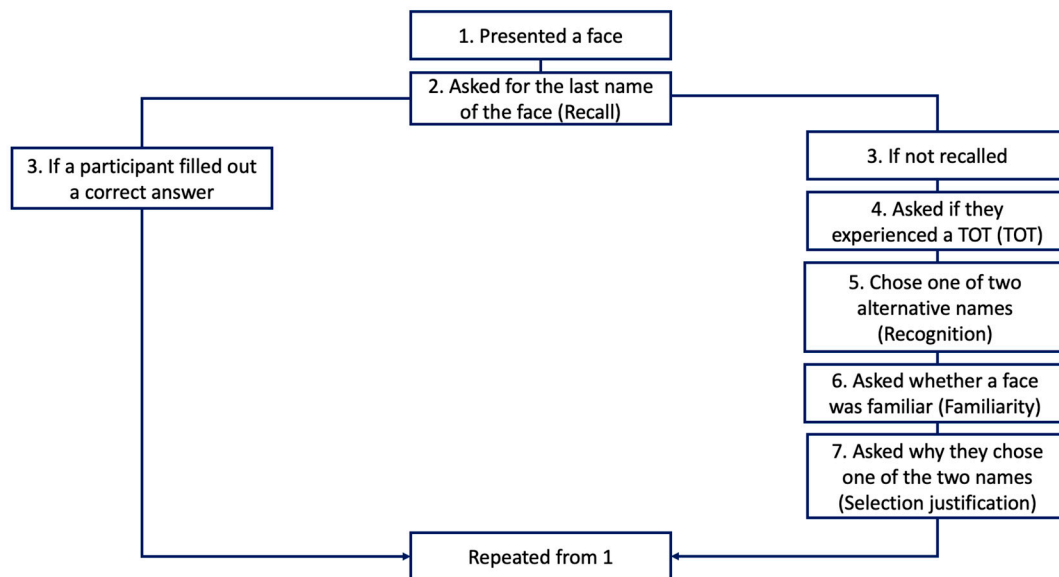 1. Presented a face
2. Asked for the last name
of the face (Recall)
3. If a participant filled out
a correct answer
3. If not recalled
4. Asked if they
experienced a TOT (TOT)
5. Chose one of two
alternative names
(Recognition)
6. Asked whether a face
was familiar (Familiarity)
7. Asked why they chose
one of the two names
(Selection justification)
Repeated from 1